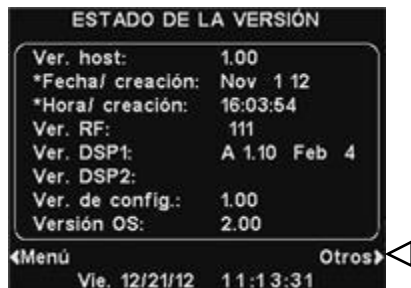 ESTADO DE LA VERSIÓN
Ver. host: 1.00
*Fecha/ creación: Nov 1 12
*Hora/ creación: 16:03:54
Ver. RF: 111
Ver. DSP1: A 1.10 Feb 4
Ver. DSP2:
Ver. de config.: 1.00
Versión OS: 2.00
Menú Otros
Vie. 12/21/12 11:13:31